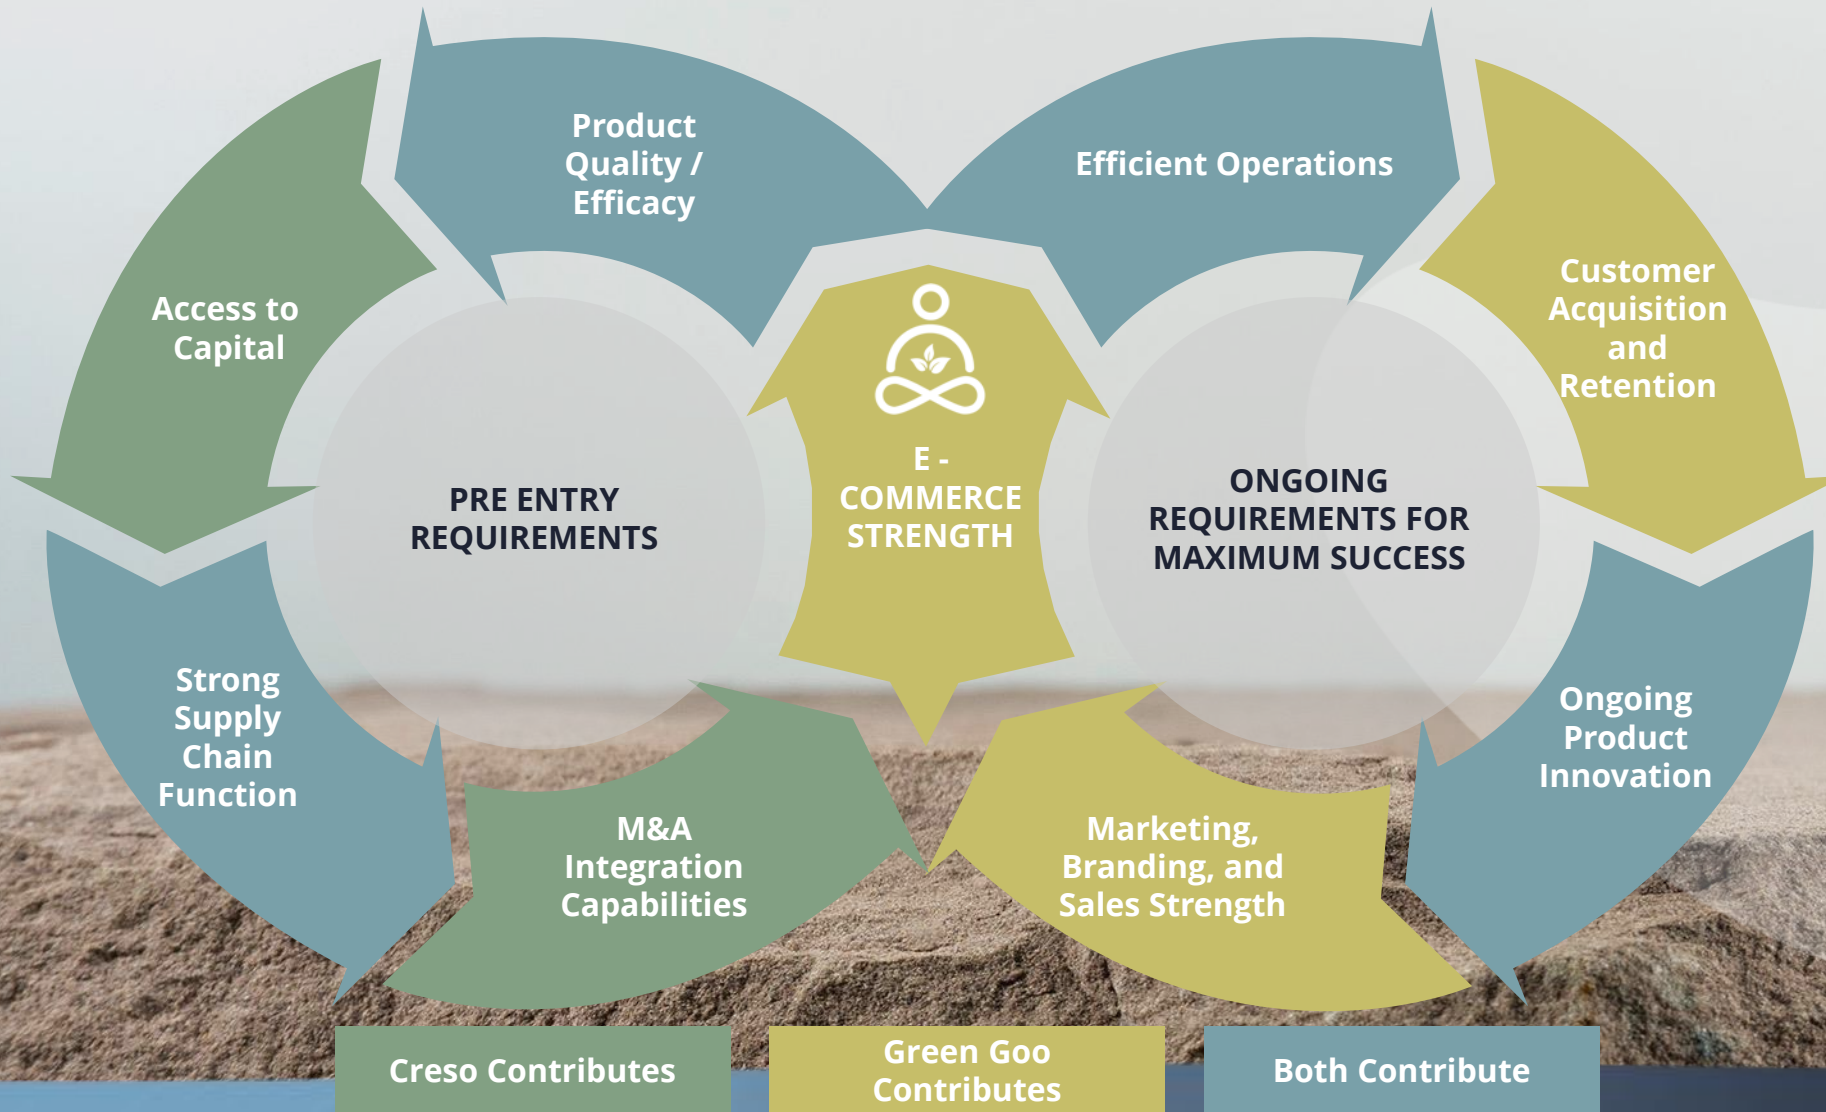 Product
Quality /
Efficacy
Efficient Operations
Access to
Capital
Customer
Acquisition
and
Retention
E -
COMMERCE
STRENGTH
PRE ENTRY
REQUIREMENTS
ONGOING
REQUIREMENTS FOR
MAXIMUM SUCCESS
Strong
Supply
Chain
Function
Ongoing
Product
Innovation
M&A
Integration
Capabilities
Marketing,
Branding, and
Sales Strength
Creso Contributes
Green Goo
Contributes
Both Contribute